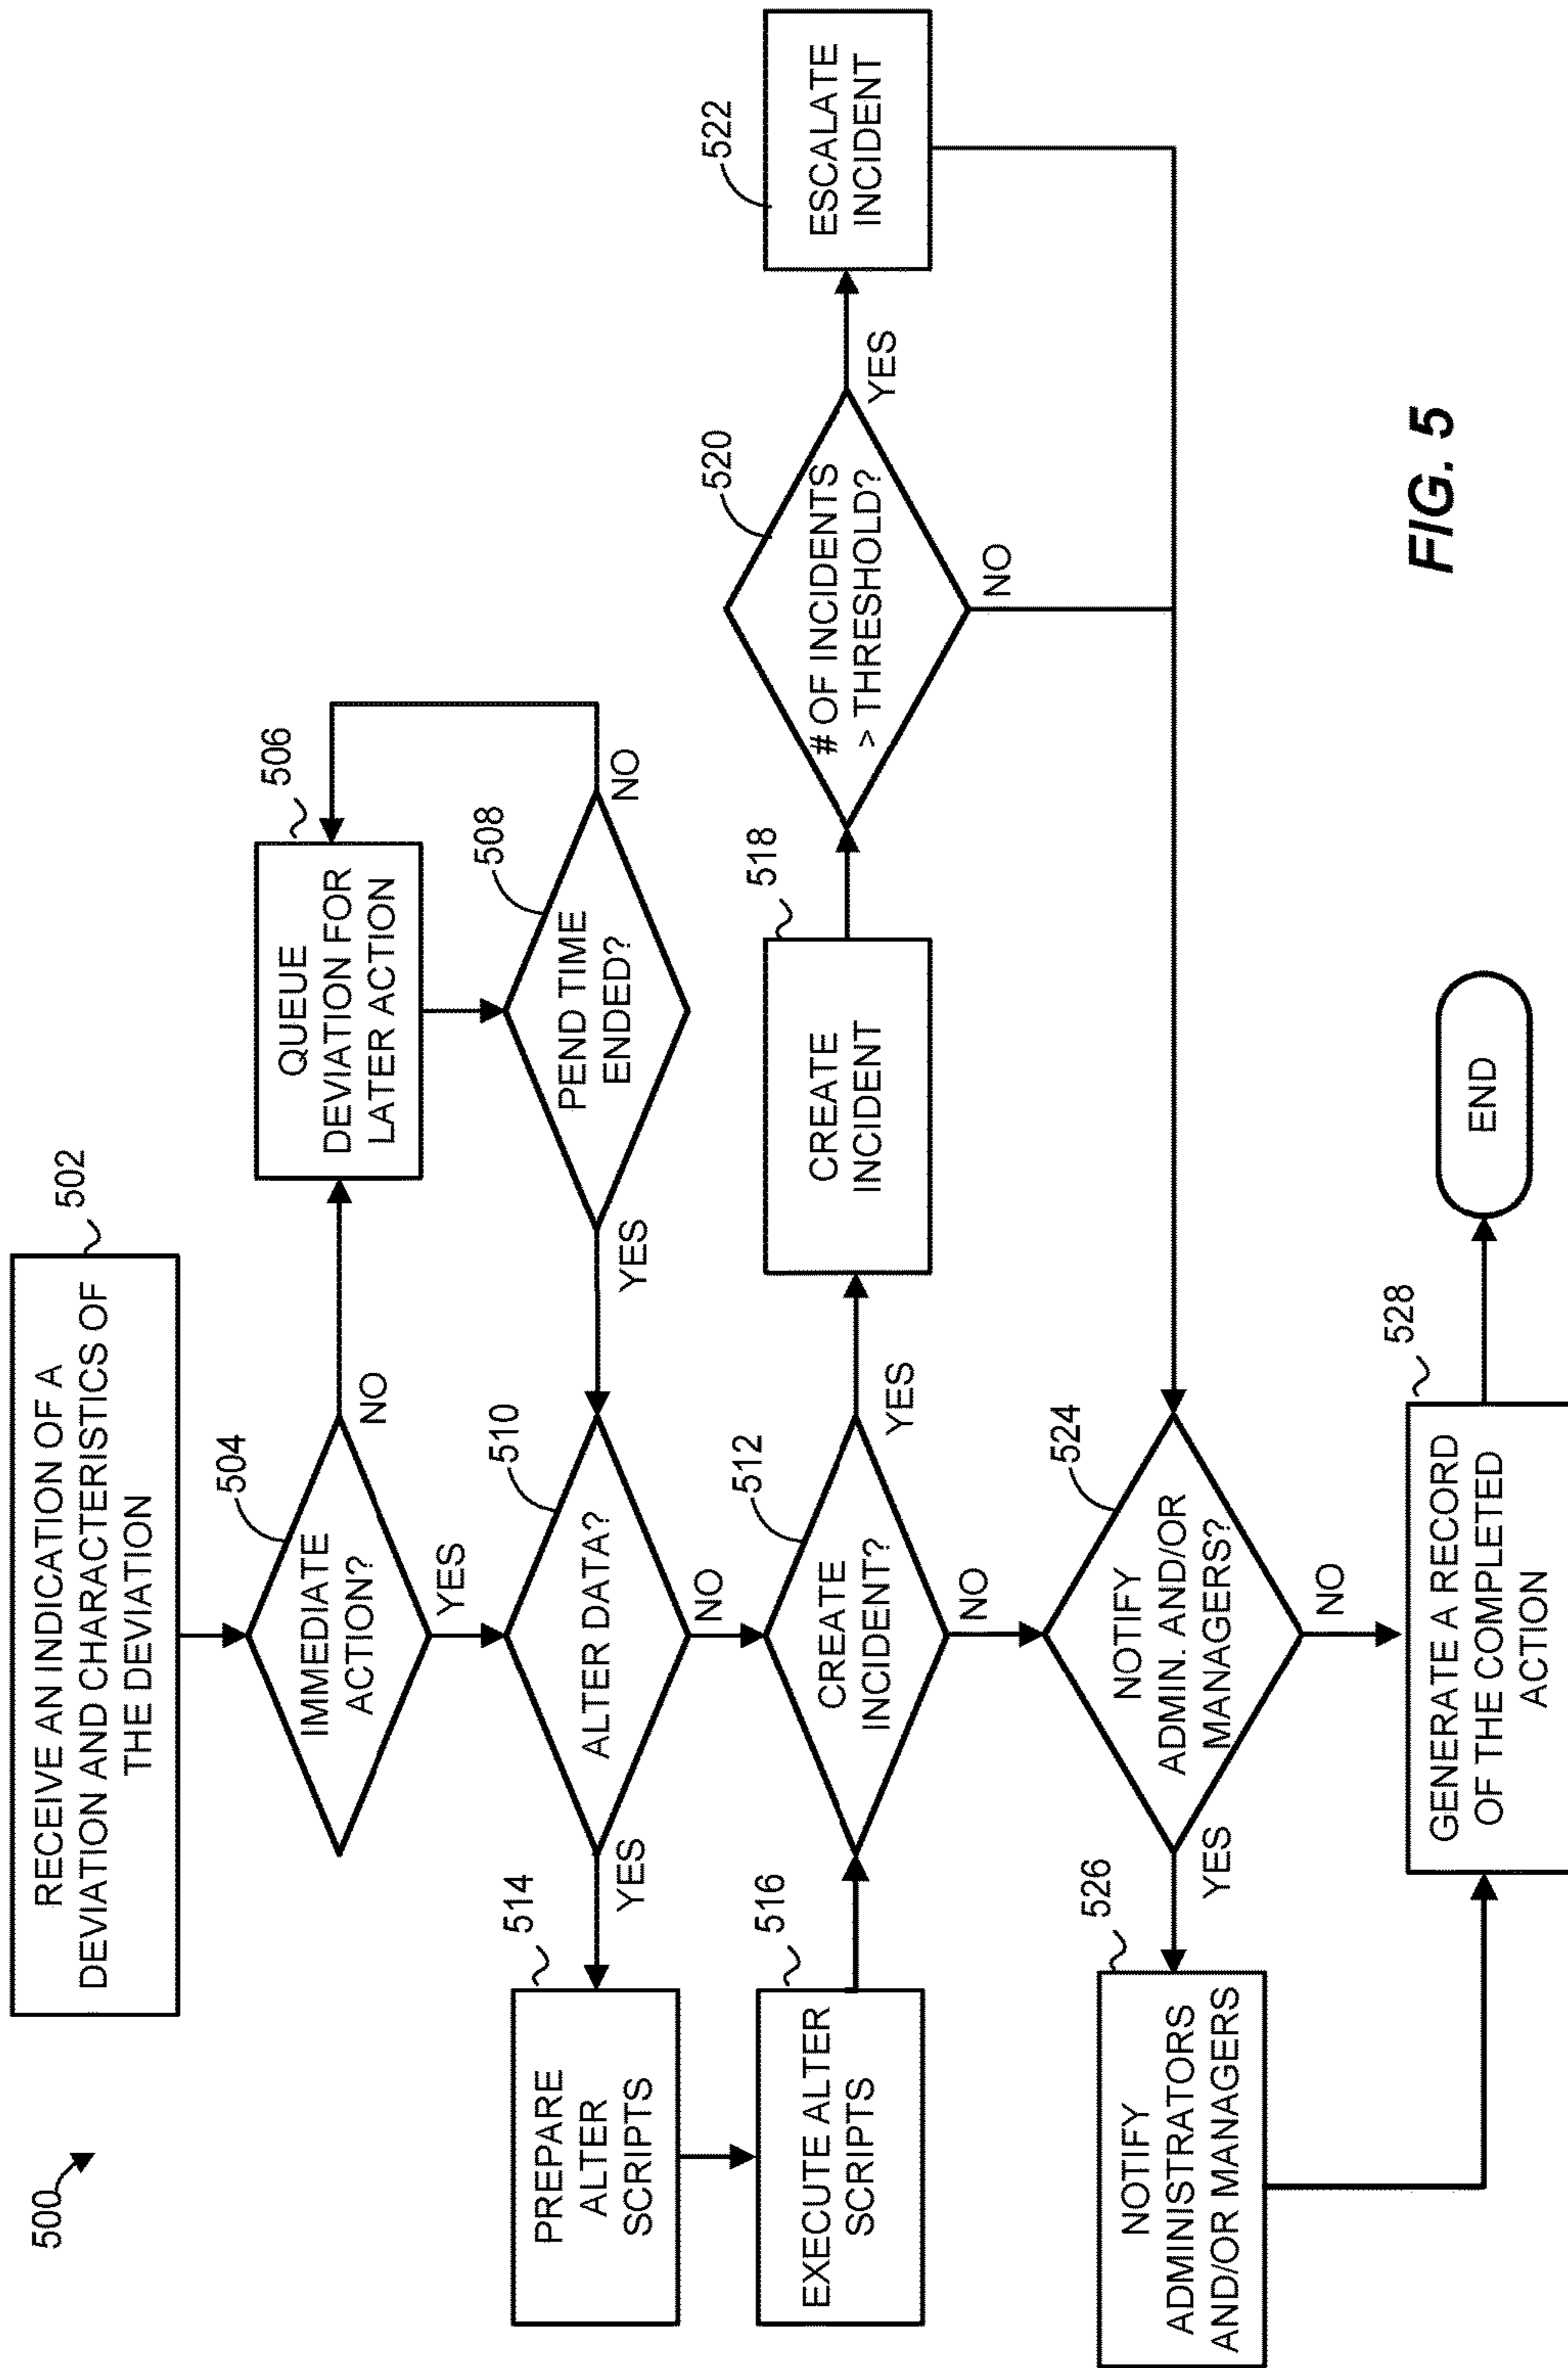 500
502
RECEIVE AN INDICATION OF A
DEVIATION AND CHARACTERISTICS OF
THE DEVIATION
504
IMMEDIATE
ACTION?
NO
YES
506
QUEUE
DEVIATION FOR
LATER ACTION
508
PEND TIME
ENDED?
NO
YES
510
ALTER DATA?
YES
NO
514
PREPARE
ALTER
SCRIPTS
516
EXECUTE ALTER
SCRIPTS
512
CREATE
INCIDENT?
YES
NO
518
CREATE
INCIDENT
520
# OF INCIDENTS
> THRESHOLD?
YES
NO
522
ESCALATE
INCIDENT
524
NOTIFY
ADMIN. AND/OR
MANAGERS?
YES
NO
526
NOTIFY
ADMINISTRATORS
AND/OR MANAGERS
528
GENERATE A RECORD
OF THE COMPLETED
ACTION
END
FIG. 5